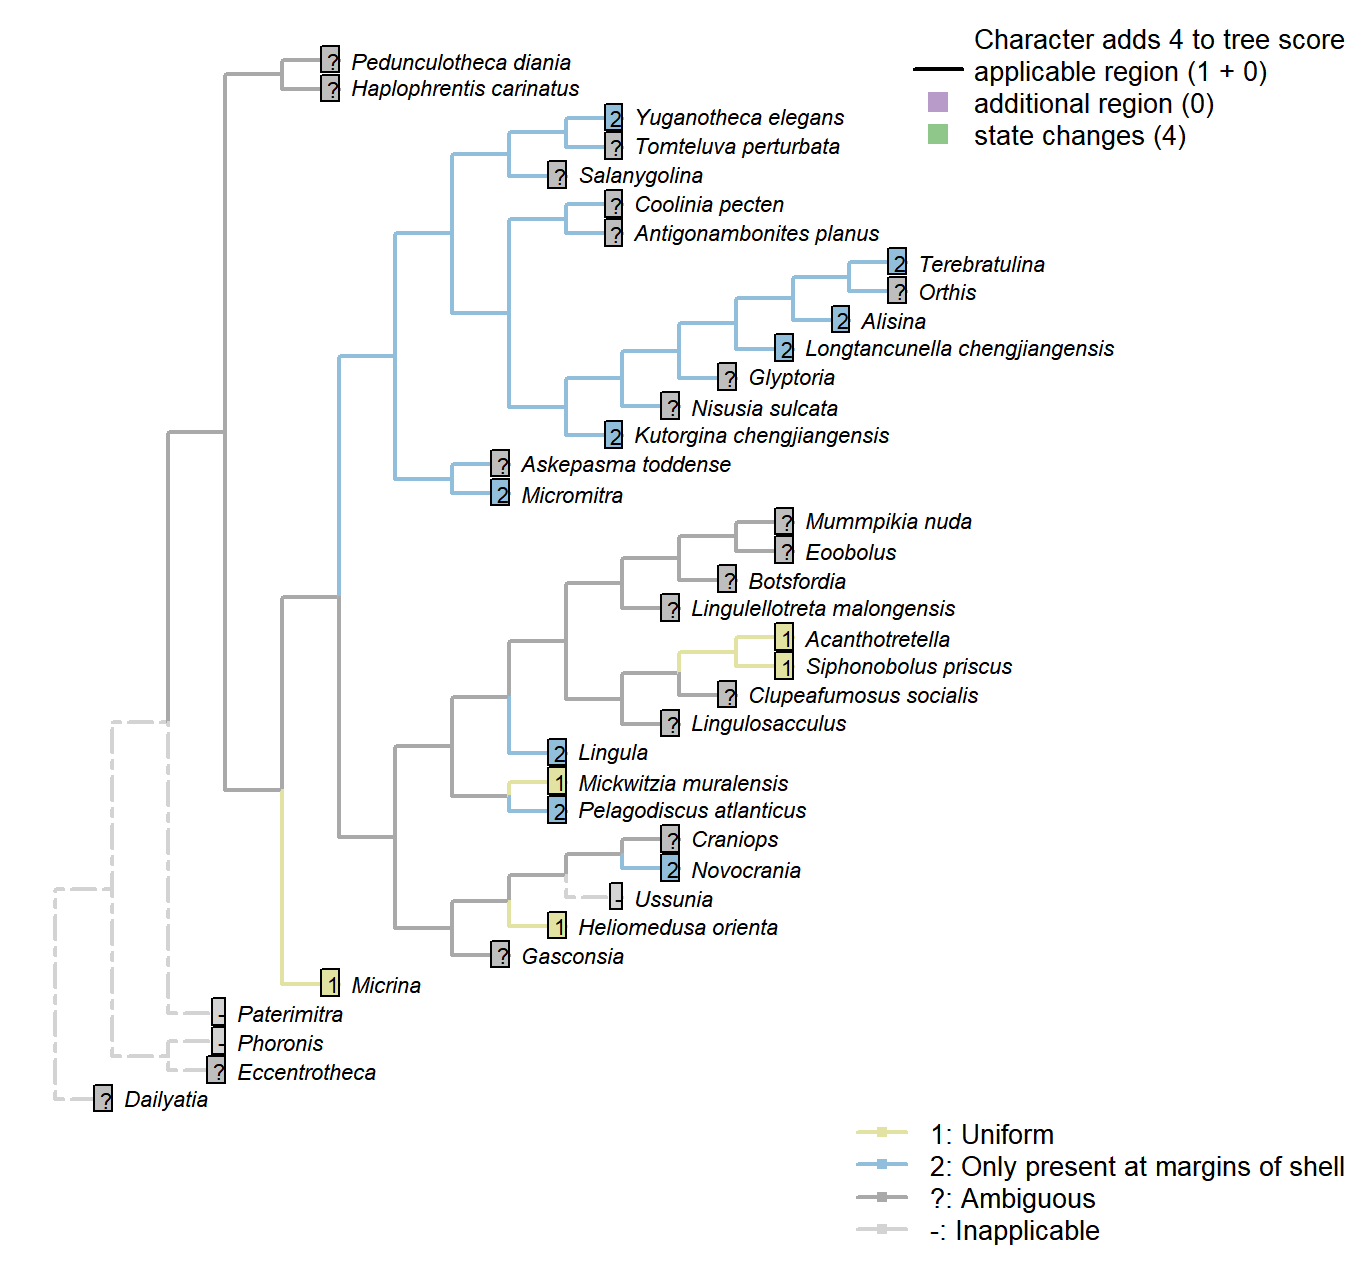 Character adds 4 to tree score
applicable region (1 + 0)
additional region (0)
state changes (4)
? Pedunculotheca diania
? Haplophrentis carinatus
2 Yuganotheca elegans
? Tomteluva perturbata
? Salanygolina
? Coolinia pecten
? Antigonambonites planus
2 Terebratulina
? Orthis
2 Alisina
2 Longtancunella chengjiangensis
? Glyptoria
? Nisusia sulcata
2 Kutorgina chengjiangensis
? Askepasma toddense
2 Micromitra
? Mummpikia nuda
? Eoobolus
? Botsfordia
? Lingulellotreta malongensis
1 Acanthotretella
1 Siphonobolus priscus
? Clupeafumosus socialis
? Lingulosacculus
2 Lingula
1 Mickwitzia muralensis
2 Pelagodiscus atlanticus
? Craniops
2 Novocrania
- Ussunia
1 Heliomedusa orienta
? Gasconsia
1 Micrina
- Paterimitra
- Phoronis
? Eccentrotheca
? Dailyatia
1: Uniform
2: Only present at margins of shell
?: Ambiguous
-: Inapplicable